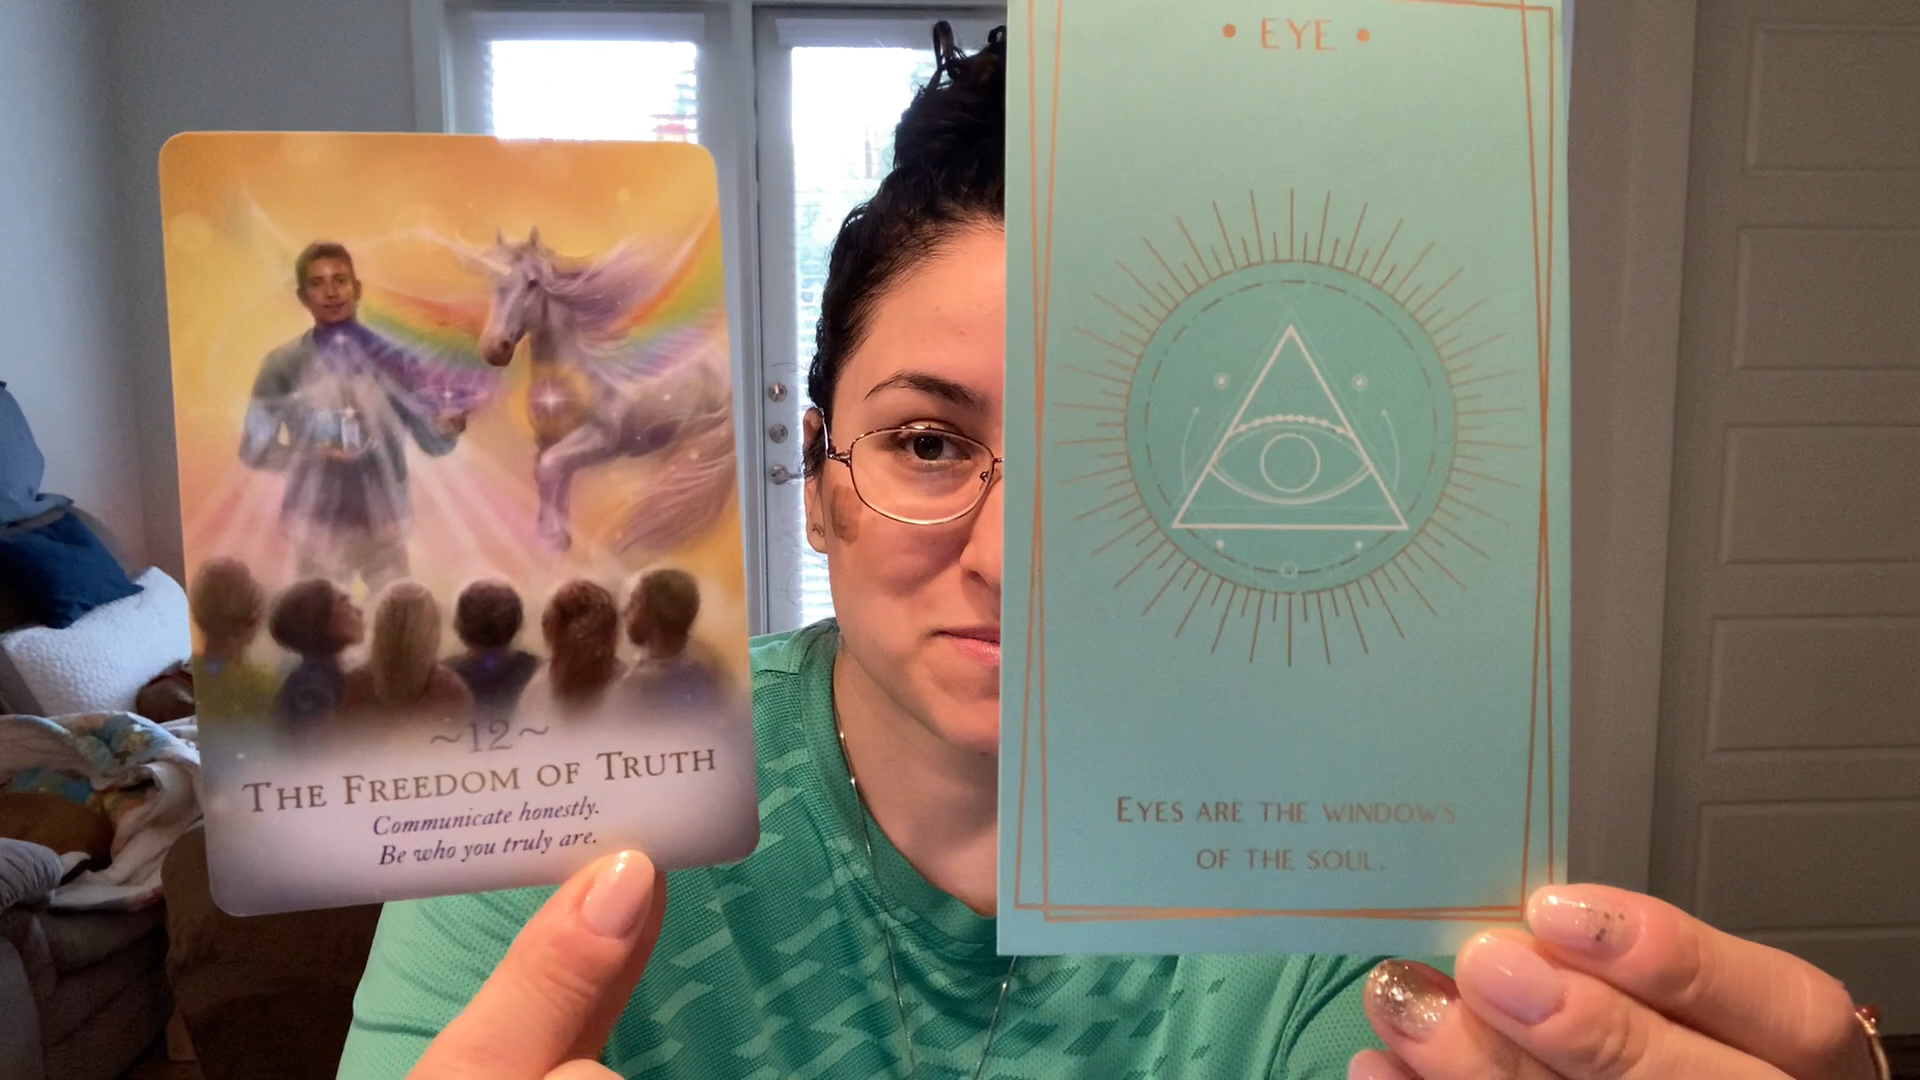 ~12~
THE FREEDOM OF TRUTH
Communicate honestly.
Be who you truly are.
• EYE •
EYES ARE THE WINDOWS
OF THE SOUL.